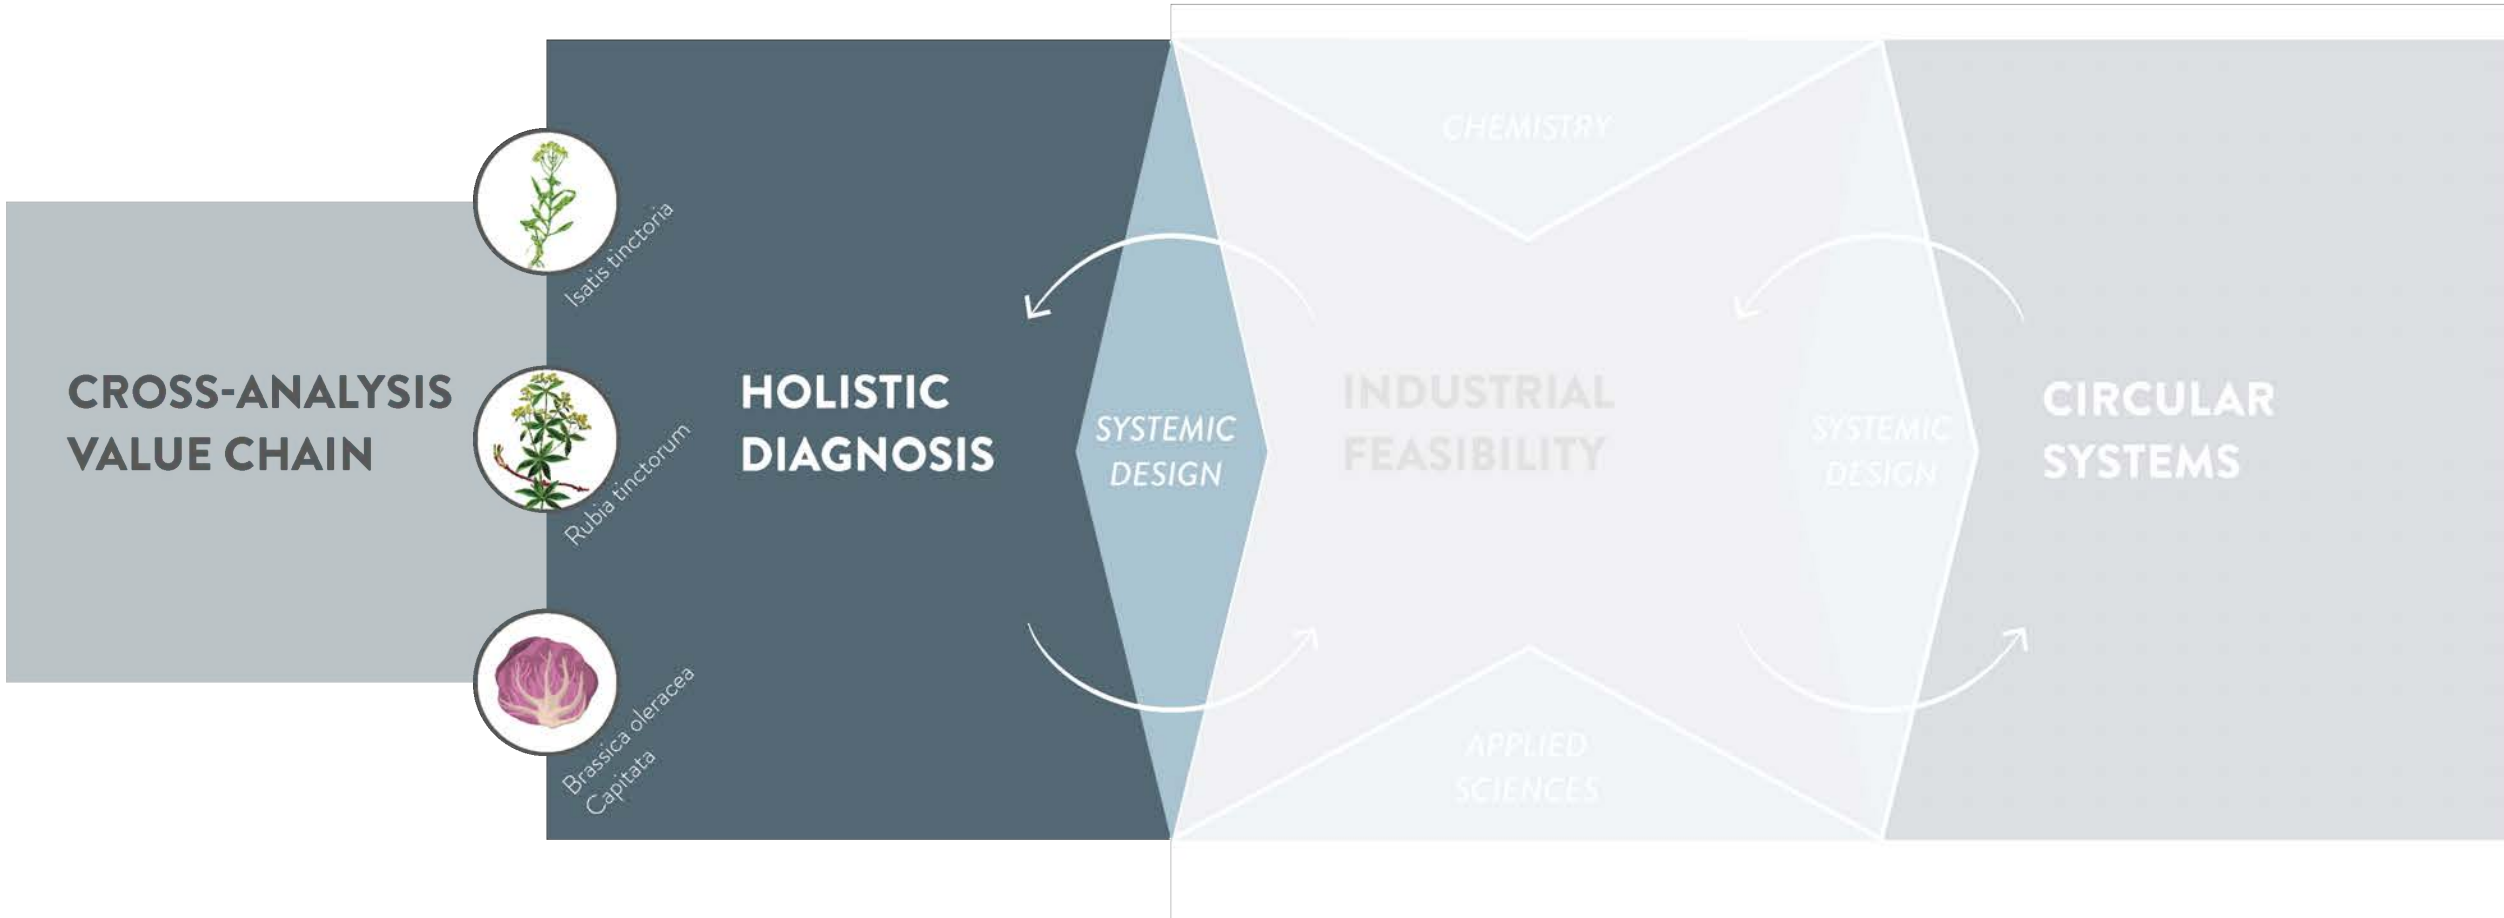 CROSS-ANALYSIS
VALUE CHAIN
Isatis tinctoria
Rubia tinctorum
Brassica oleracea
Capitata
HOLISTIC
DIAGNOSIS
SYSTEMIC
DESIGN
CHEMISTRY
INDUSTRIAL
FEASIBILITY
APPLIED
SCIENCES
SYSTEMIC
DESIGN
CIRCULAR
SYSTEMS